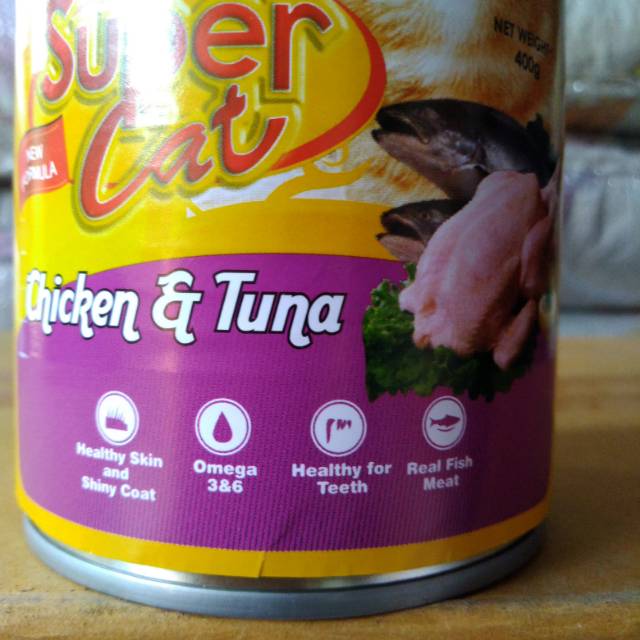 Super
Cat
NET WEIGHT
400g
NEW
FORMULA
Chicken & Tuna
Healthy Skin
and
Shiny Coat
Omega
3&6
Healthy for
Teeth
Real Fish
Meat